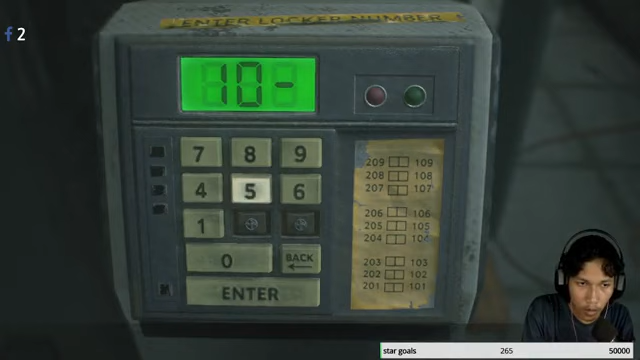 f 2
ENTER LOCKER NUMBER
10-
7 8 9
4 5 6
1
0 BACK
ENTER
209 109
208 108
207 107
206 106
205 105
204 104
203 103
202 102
201 101
star goals 265 50000